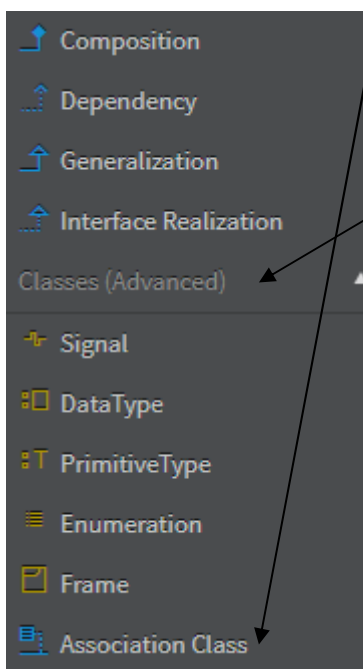 Composition
Dependency
Generalization
Interface Realization
Classes (Advanced)
Signal
DataType
PrimitiveType
Enumeration
Frame
Association Class